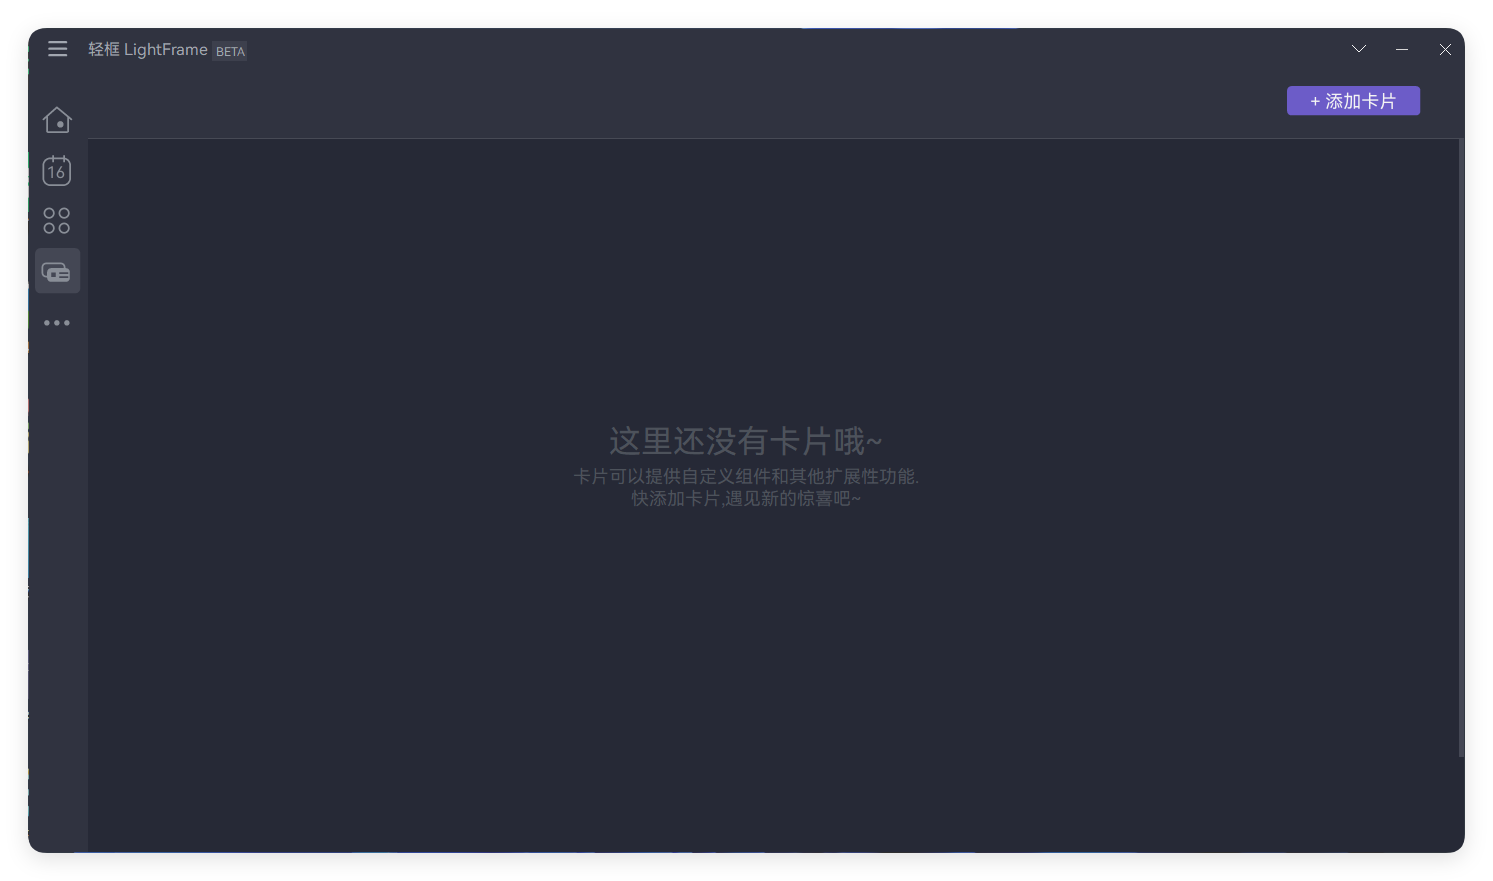 轻框 LightFrame BETA
+ 添加卡片
16
这里还没有卡片哦~
卡片可以提供自定义组件和其他扩展性功能.
快添加卡片,遇见新的惊喜吧~